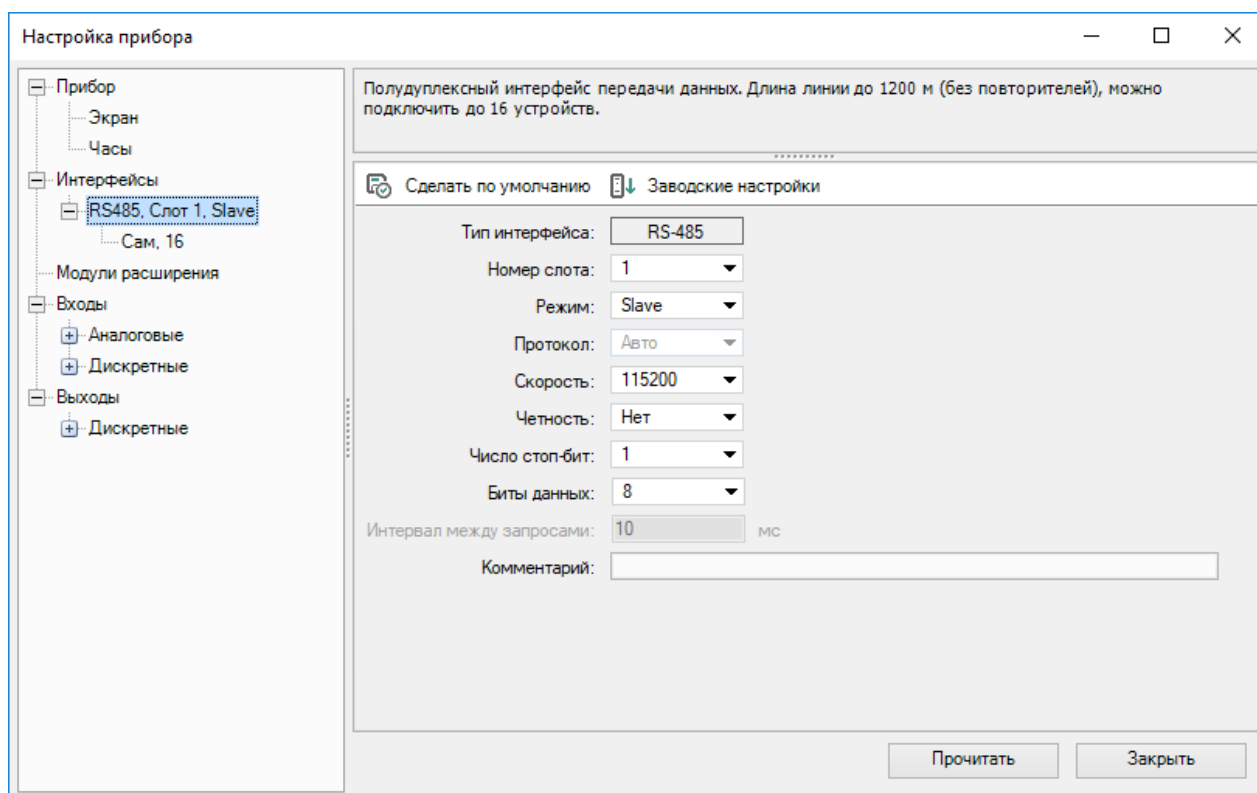 Настройка прибора
Прибор
Экран
Часы
Интерфейсы
RS485, Слот 1, Slave
Сам, 16
Модули расширения
Входы
Аналоговые
Дискретные
Выходы
Дискретные
Полудуплексный интерфейс передачи данных. Длина линии до 1200 м (без повторителей), можно
подключить до 16 устройств.
Сделать по умолчанию Заводские настройки
Тип интерфейса: RS-485
Номер слота: 1
Режим: Slave
Протокол: Авто
Скорость: 115200
Четность: Нет
Число стоп-бит: 1
Биты данных: 8
Интервал между запросами: 10 мс
Комментарий:
Прочитать Закрыть